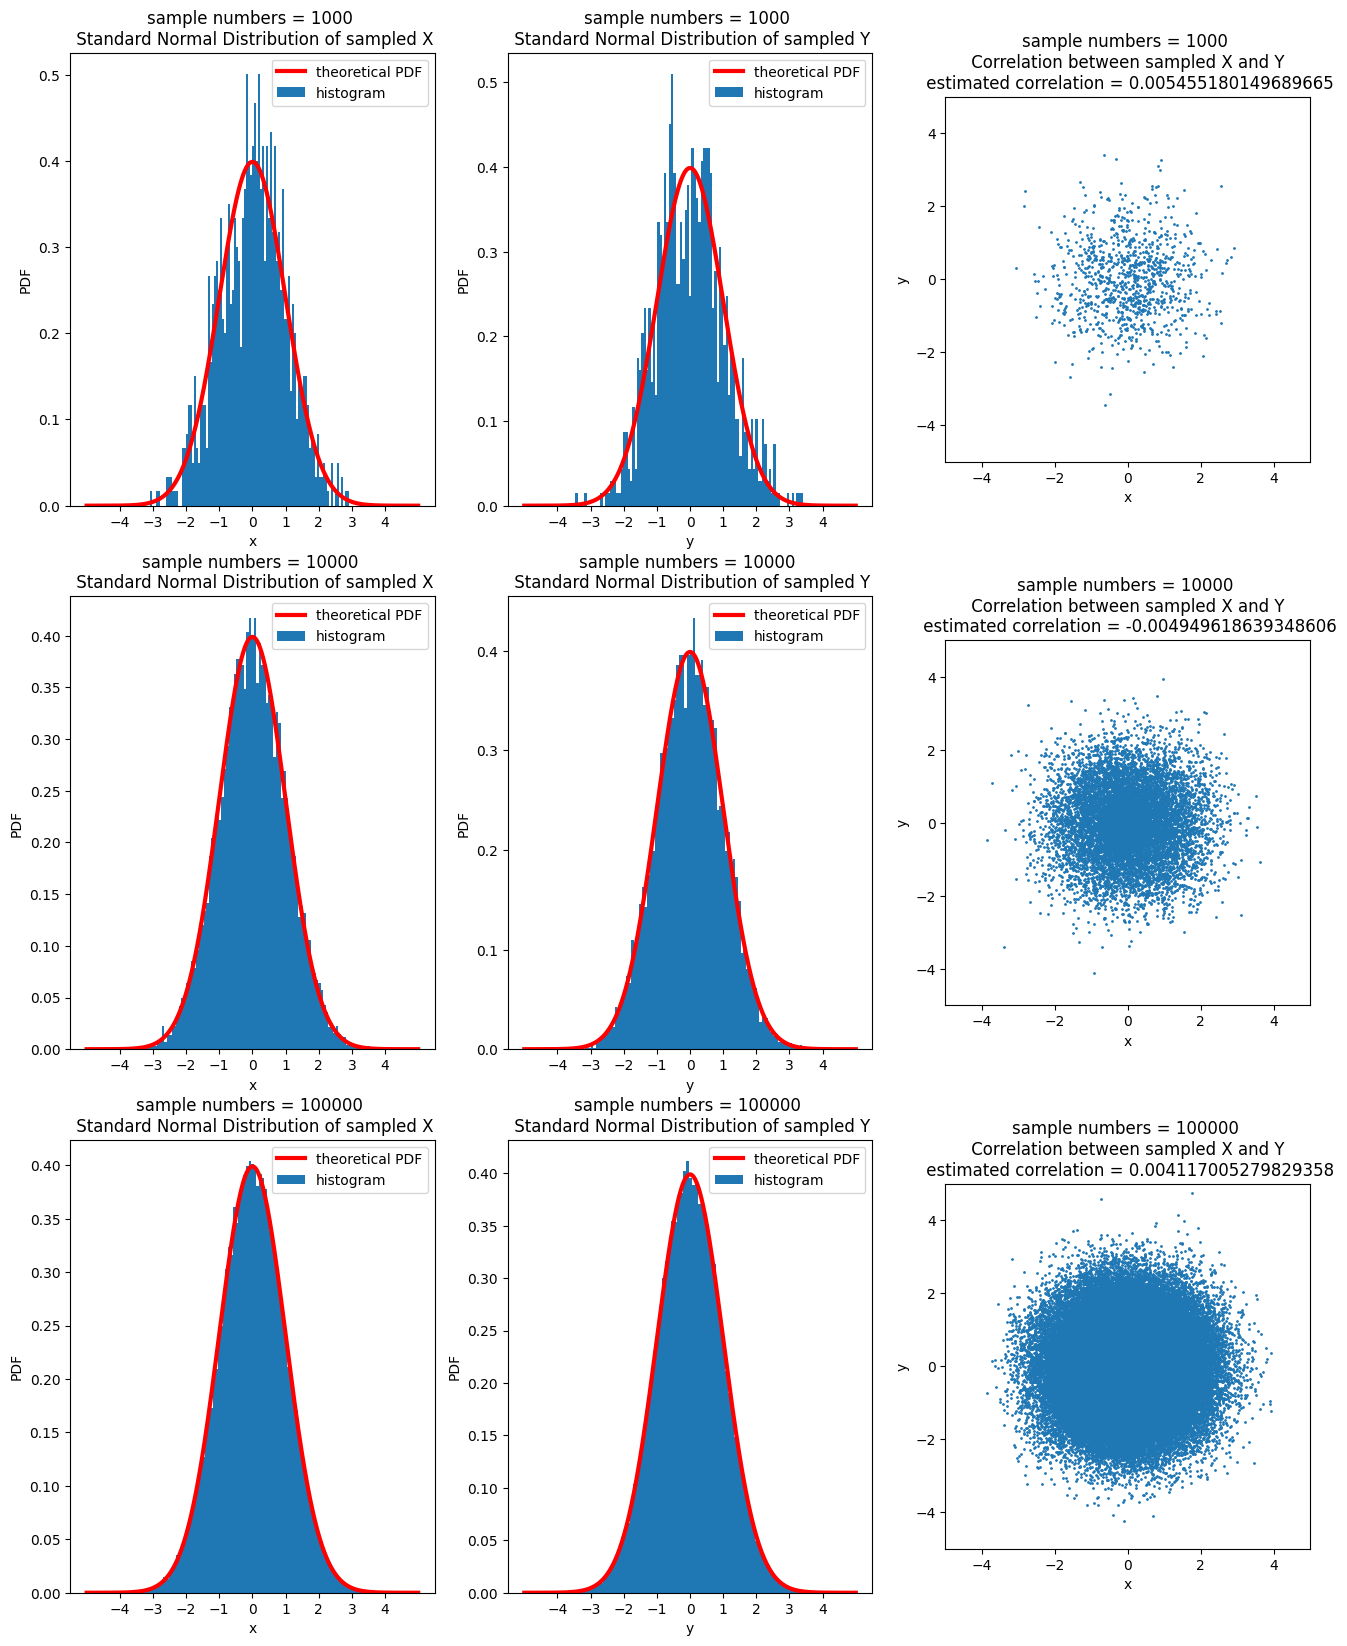 sample numbers = 1000
Standard Normal Distribution of sampled X
theoretical PDF
histogram
PDF
0.5
0.4
0.3
0.2
0.1
0.0
−4 −3 −2 −1 0 1 2 3 4
x
sample numbers = 1000
Standard Normal Distribution of sampled Y
theoretical PDF
histogram
PDF
0.5
0.4
0.3
0.2
0.1
0.0
−4 −3 −2 −1 0 1 2 3 4
y
sample numbers = 1000
Correlation between sampled X and Y
estimated correlation = 0.005455180149689665
y
4
2
0
−2
−4
−4 −2 0 2 4
x
sample numbers = 10000
Standard Normal Distribution of sampled X
theoretical PDF
histogram
PDF
0.40
0.35
0.30
0.25
0.20
0.15
0.10
0.05
0.00
−4 −3 −2 −1 0 1 2 3 4
x
sample numbers = 10000
Standard Normal Distribution of sampled Y
theoretical PDF
histogram
PDF
0.4
0.3
0.2
0.1
0.0
−4 −3 −2 −1 0 1 2 3 4
y
sample numbers = 10000
Correlation between sampled X and Y
estimated correlation = -0.004949618639348606
y
4
2
0
−2
−4
−4 −2 0 2 4
x
sample numbers = 100000
Standard Normal Distribution of sampled X
theoretical PDF
histogram
PDF
0.40
0.35
0.30
0.25
0.20
0.15
0.10
0.05
0.00
−4 −3 −2 −1 0 1 2 3 4
x
sample numbers = 100000
Standard Normal Distribution of sampled Y
theoretical PDF
histogram
PDF
0.40
0.35
0.30
0.25
0.20
0.15
0.10
0.05
0.00
−4 −3 −2 −1 0 1 2 3 4
y
sample numbers = 100000
Correlation between sampled X and Y
estimated correlation = 0.004117005279829358
y
4
2
0
−2
−4
−4 −2 0 2 4
x